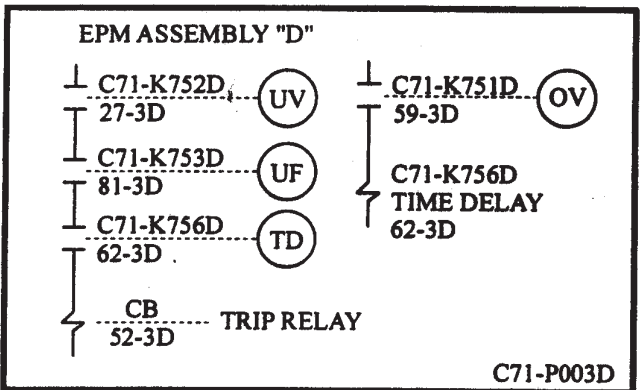 EPM ASSEMBLY "D"
C71-K752D
27-3D
UV
C71-K753D
81-3D
UF
C71-K756D
62-3D
TD
CB
52-3D
TRIP RELAY
C71-K751D
59-3D
OV
C71-K756D
TIME DELAY
62-3D
C71-P003D